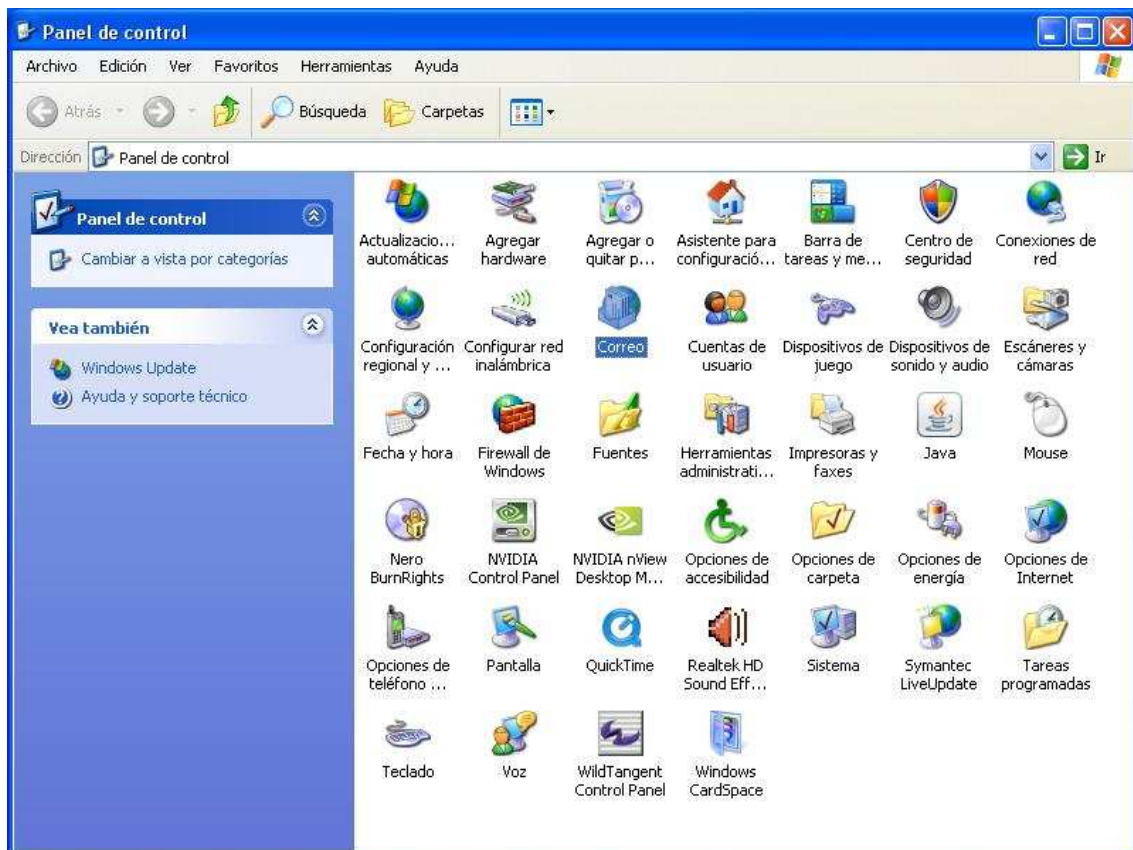 Panel de control
Archivo Edición Ver Favoritos Herramientas Ayuda
Atrás Búsqueda Carpetas
Dirección Panel de control Ir
Panel de control
Cambiar a vista por categorías
Vea también
Windows Update
Ayuda y soporte técnico
Actualizacio...
automáticas
Agregar
hardware
Agregar o
quitar p...
Asistente para
configuració...
Barra de
tareas y me...
Centro de
seguridad
Conexiones de
red
Configuración
regional y ...
Configurar red
inalámbrica
Correo
Cuentas de
usuario
Dispositivos de
juego
Dispositivos de
sonido y audio
Escáneres y
cámaras
Fecha y hora
Firewall de
Windows
Fuentes
Herramientas
administrati...
Impresoras y
faxes
Java
Mouse
Nero
BurnRights
NVIDIA
Control Panel
NVIDIA nView
Desktop M...
Opciones de
accesibilidad
Opciones de
carpeta
Opciones de
energía
Opciones de
Internet
Opciones de
teléfono ...
Pantalla
QuickTime
Realtek HD
Sound Eff...
Sistema
Symantec
LiveUpdate
Tareas
programadas
Teclado
Voz
WildTangent
Control Panel
Windows
CardSpace